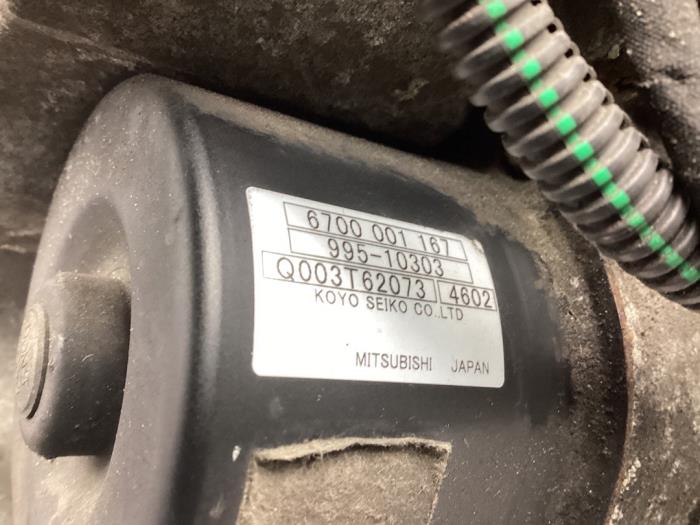 6700 001 167
995-10303
Q003T62073 4602
KOYO SEIKO CO.,LTD
MITSUBISHI JAPAN